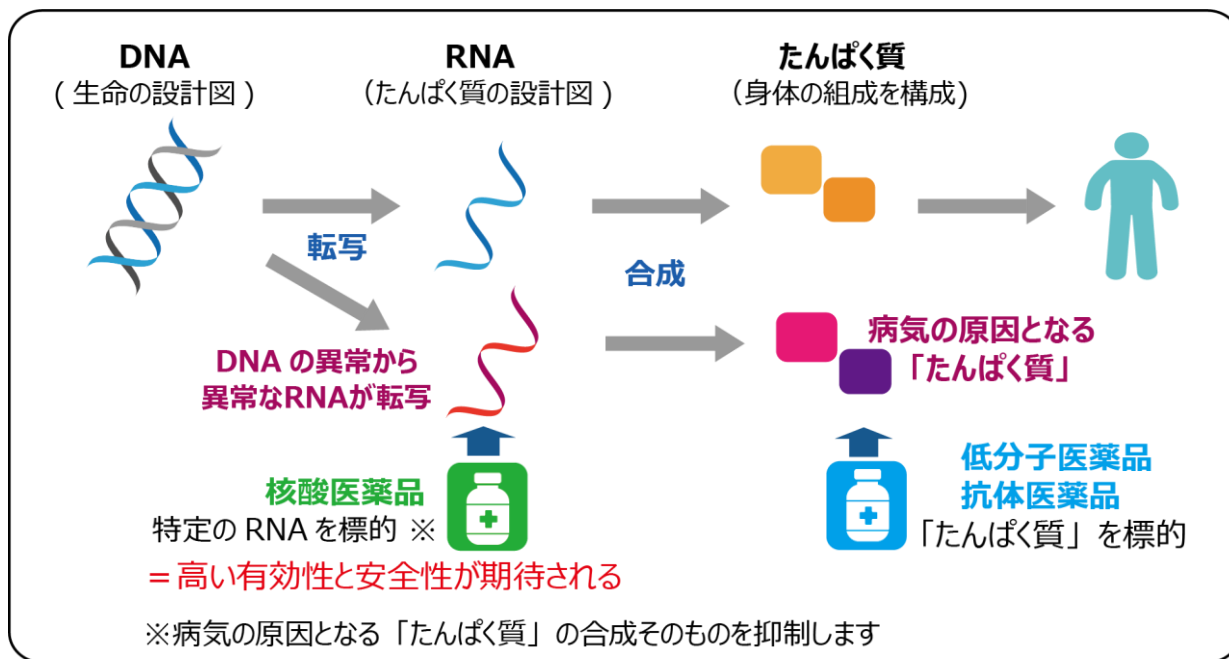 DNA
( 生命の設計図 )
RNA
(たんぱく質の設計図 )
たんぱく質
(身体の組成を構成)
転写
合成
DNA の異常から
異常なRNAが転写
病気の原因となる
「たんぱく質」
核酸医薬品
特定の RNA を標的 ※
= 高い有効性と安全性が期待される
低分子医薬品
抗体医薬品
「たんぱく質」を標的
※病気の原因となる「たんぱく質」の合成そのものを抑制します